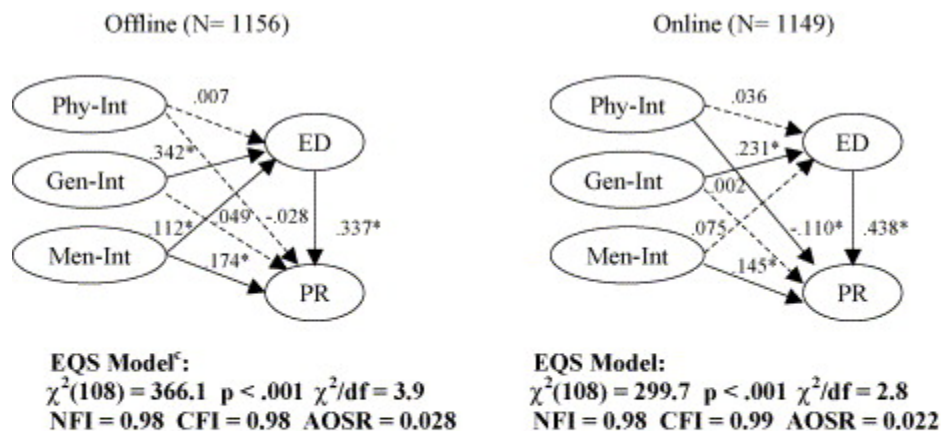 Offline (N= 1156)
Phy-Int
.007
ED
.342*
Gen-Int
.049
-.028
.112*
.337*
Men-Int
.174*
PR
EQS Modelᶜ:
χ²(108) = 366.1 p < .001 χ²/df = 3.9
NFI = 0.98 CFI = 0.98 AOSR = 0.028
Online (N= 1149)
Phy-Int
.036
ED
.231*
Gen-Int
.002
.075
-.110*
.438*
Men-Int
.145*
PR
EQS Model:
χ²(108) = 299.7 p < .001 χ²/df = 2.8
NFI = 0.98 CFI = 0.99 AOSR = 0.022